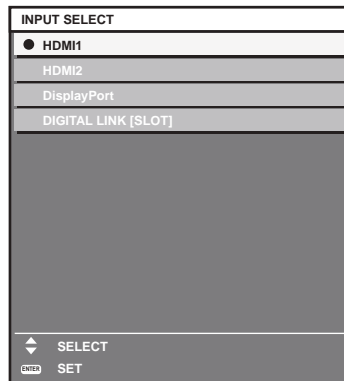 INPUT SELECT
HDMI1
HDMI2
DisplayPort
DIGITAL LINK [SLOT]
SELECT
ENTER SET